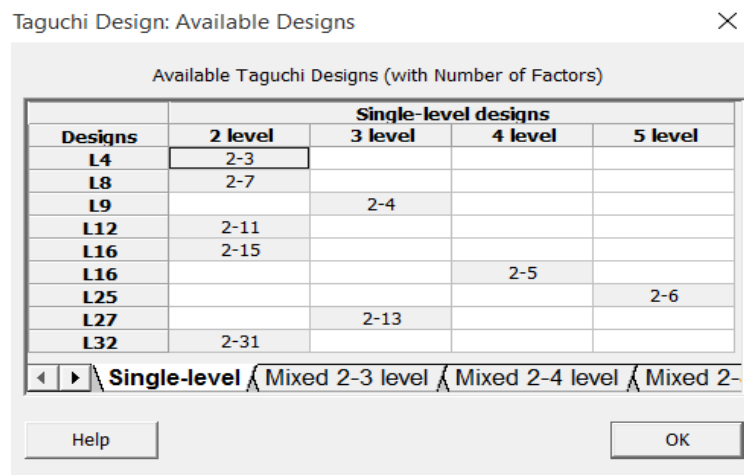 Taguchi Design: Available Designs
Available Taguchi Designs (with Number of Factors)
Single-level designs
Designs 2 level 3 level 4 level 5 level
L4 2-3
L8 2-7
L9 2-4
L12 2-11
L16 2-15
L16 2-5
L25 2-6
L27 2-13
L32 2-31
Single-level Mixed 2-3 level Mixed 2-4 level Mixed 2-
Help OK